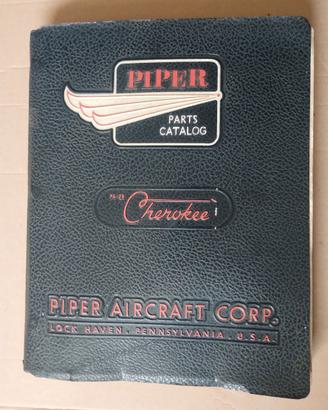 PIPER
PARTS
CATALOG
PA-28
Cherokee
PIPER AIRCRAFT CORP.
LOCK HAVEN, PENNSYLVANIA, U.S.A.